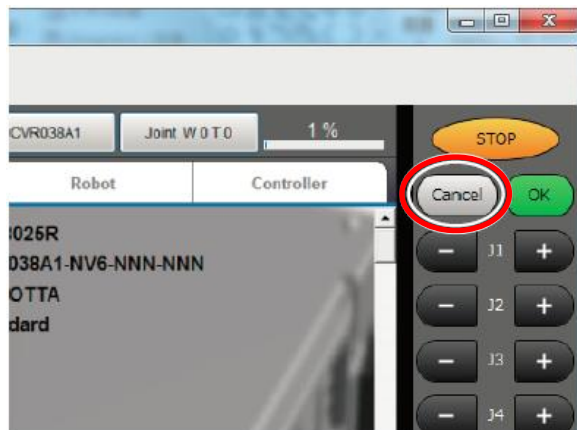 CVR038A1 Joint W 0 T 0 1 % STOP
Robot Controller Cancel OK
025R
038A1-NV6-NNN-NNN
OTTA
dard
J1
J2
J3
J4